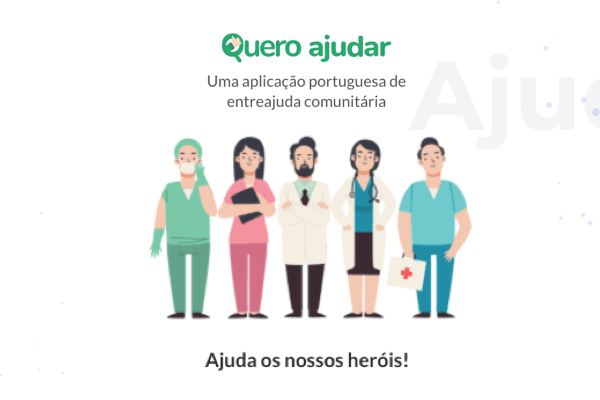 Quero ajudar
Uma aplicação portuguesa de
entreajuda comunitária
Ajuda os nossos heróis!